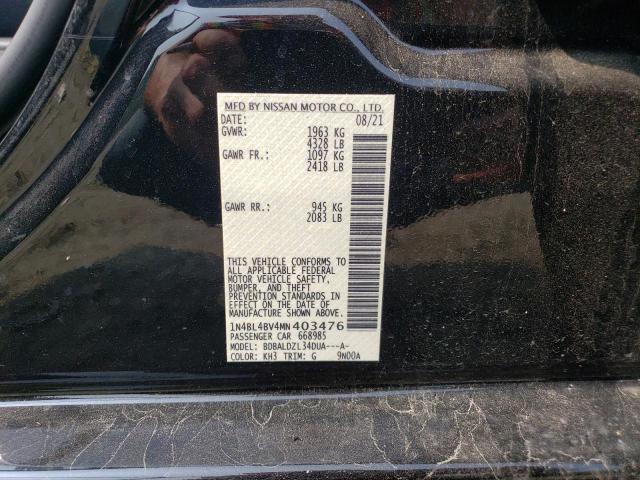 MFD BY NISSAN MOTOR CO., LTD.
DATE: 08/21
GVWR: 1963 KG
4328 LB
GAWR FR.: 1097 KG
2418 LB
GAWR RR.: 945 KG
2083 LB
THIS VEHICLE CONFORMS TO
ALL APPLICABLE FEDERAL
MOTOR VEHICLE SAFETY,
BUMPER, AND THEFT
PREVENTION STANDARDS IN
EFFECT ON THE DATE OF
MANUFACTURE SHOWN ABOVE.
1N4BL4BV4MN403476
PASSENGER CAR 668985
MODEL: BDBALDZL34DUA---A-
COLOR: KH3 TRIM: G 9N00A